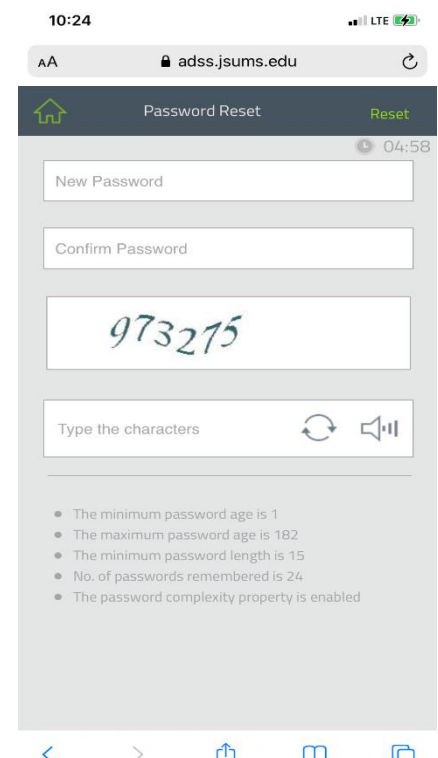 10:24 LTE
AA adss.jsums.edu
Password Reset Reset
04:58
New Password
Confirm Password
973275
Type the characters
The minimum password age is 1
The maximum password age is 182
The minimum password length is 15
No. of passwords remembered is 24
The password complexity property is enabled